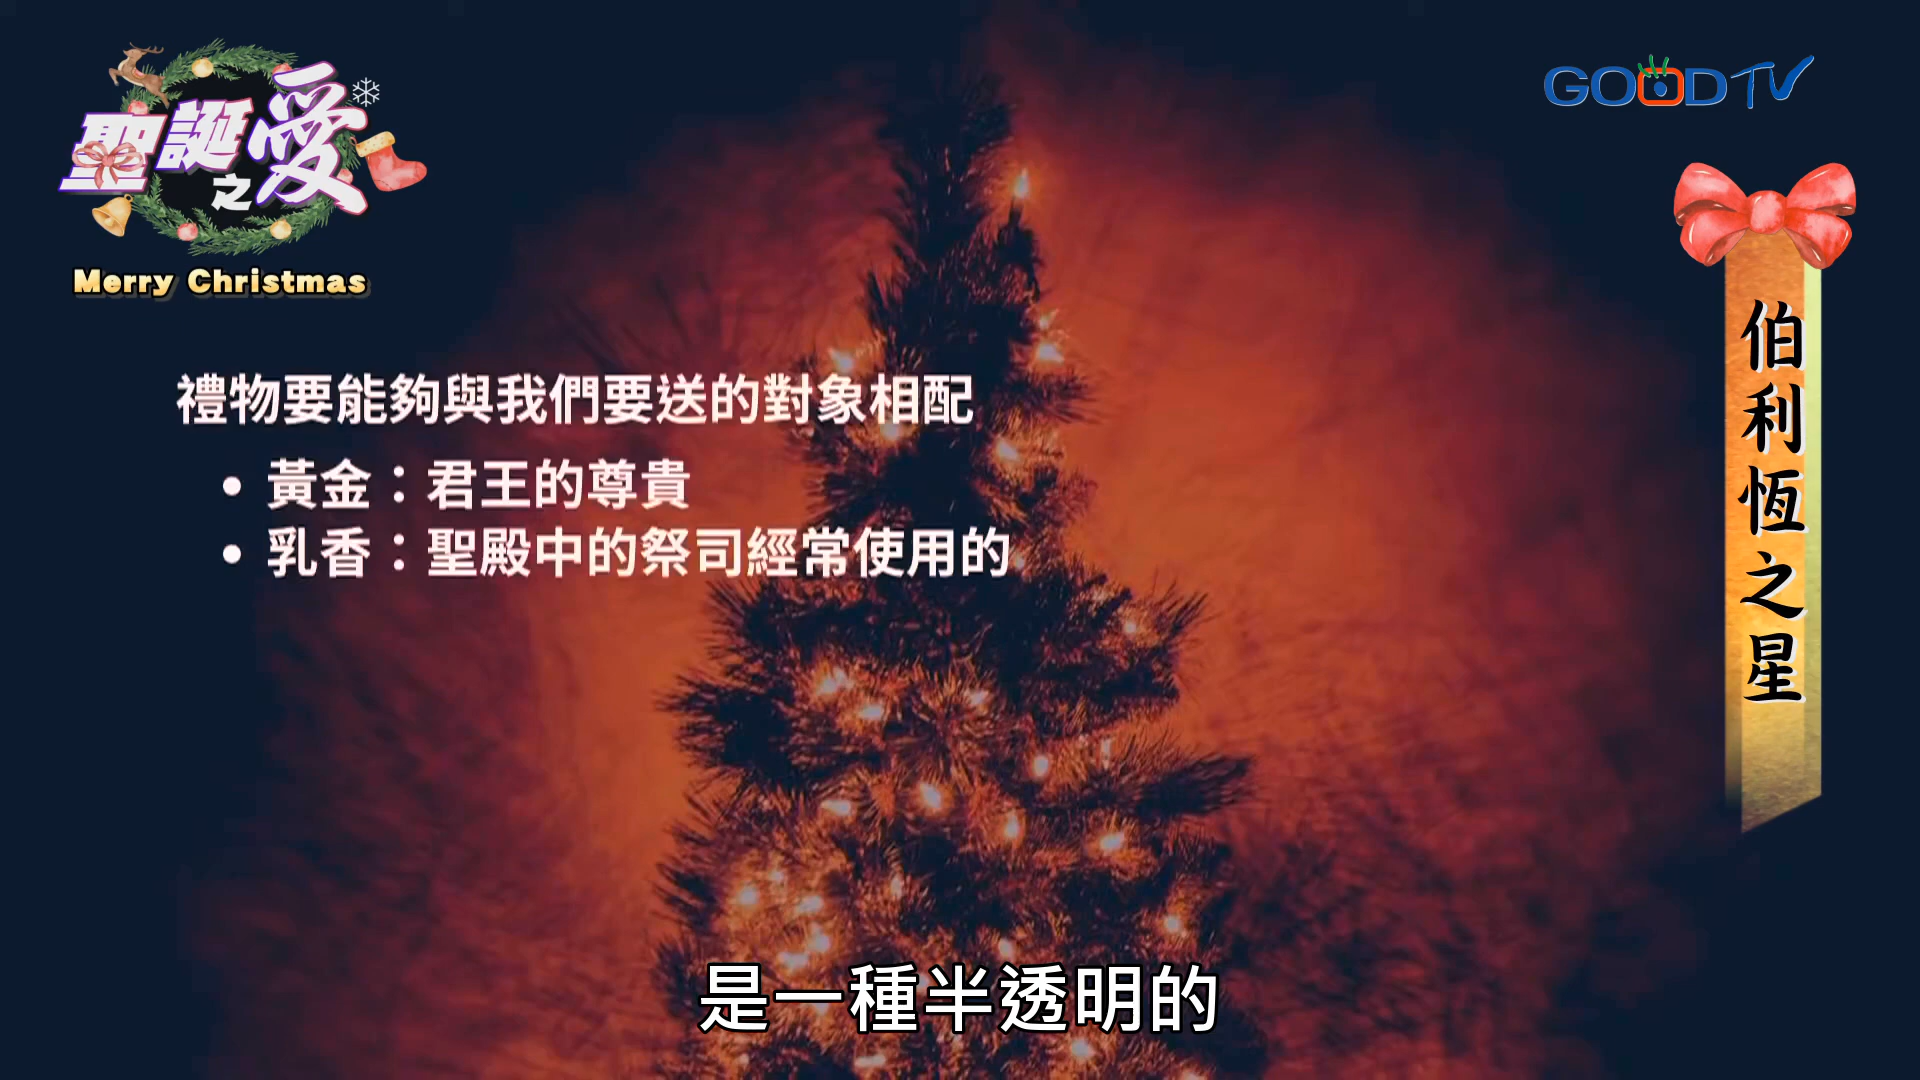 聖誕之愛
Merry Christmas
GOOD TV
禮物要能夠與我們要送的對象相配
• 黃金：君王的尊貴
• 乳香：聖殿中的祭司經常使用的
伯利恆之星
是一種半透明的